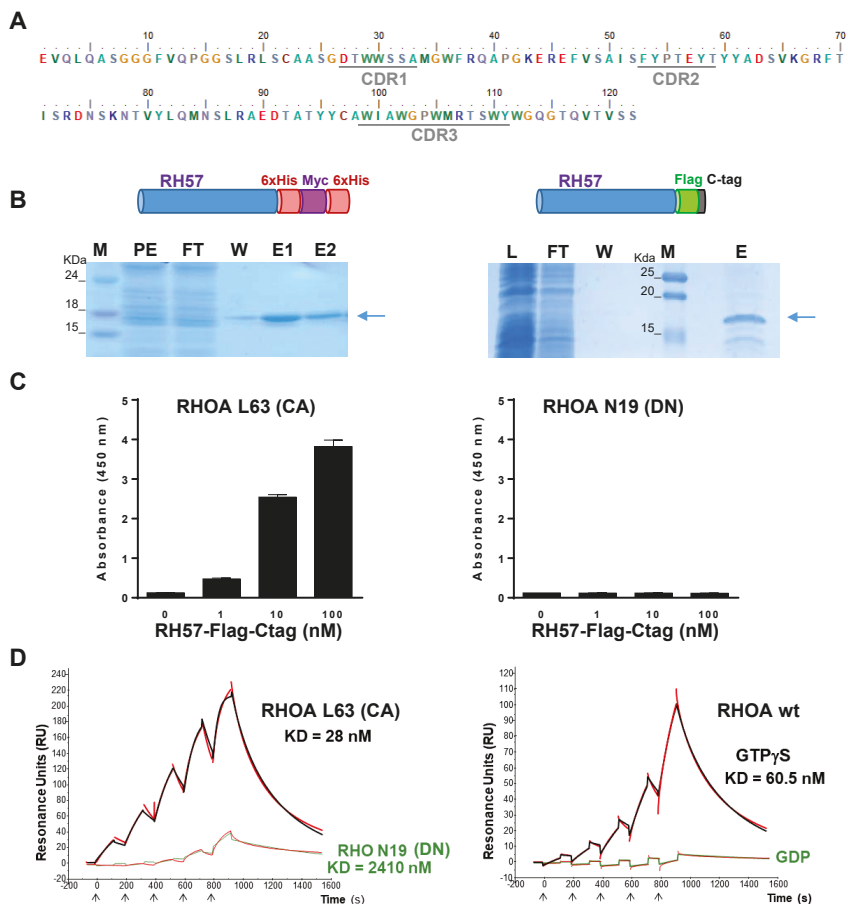 A
10 20 30 40 50 60 70
EVQLQASGGGFVQPGGSLRLSCAASGDTWWSSAMGWFRQAPGKEREFVSAISFYPTEYTYYADSVKGRFT
CDR1 CDR2
80 90 100 110 120
ISRDNSKNTVYLQMNSLRAEDTATYYCAWIAWGPWMRTSWYWGQGTQVTVSS
CDR3
B
RH57 6xHis Myc 6xHis
RH57 Flag C-tag
M PE FT W E1 E2
KDa
24
18
15
L FT W M E
Kda
25
20
15
C
RHOA L63 (CA)
Absorbance (450 nm)
5
4
3
2
1
0
0 1 10 100
RH57-Flag-Ctag (nM)
RHOA N19 (DN)
Absorbance (450 nm)
5
4
3
2
1
0
0 1 10 100
RH57-Flag-Ctag (nM)
D
Resonance Units (RU)
240
220
200
180
160
140
120
100
80
60
40
20
0
-20
RHOA L63 (CA)
KD = 28 nM
RHO N19 (DN)
KD = 2410 nM
-200 0 200 400 600 800 1000 1200 1400 1600
Time (s)
Resonance Units (RU)
120
110
100
90
80
70
60
50
40
30
20
10
0
-10
RHOA wt
GTPγS
KD = 60.5 nM
GDP
-200 0 200 400 600 800 1000 1200 1400 1600
Time (s)